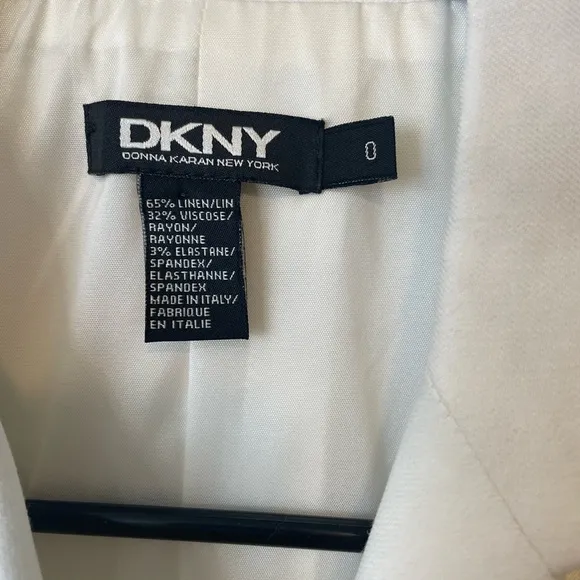 DKNY
DONNA KARAN NEW YORK
0
65% LINEN/LIN
32% VISCOSE/
RAYON/
RAYONNE
3% ELASTANE/
SPANDEX/
ELASTHANNE/
SPANDEX
MADE IN ITALY/
FABRIQUE
EN ITALIE